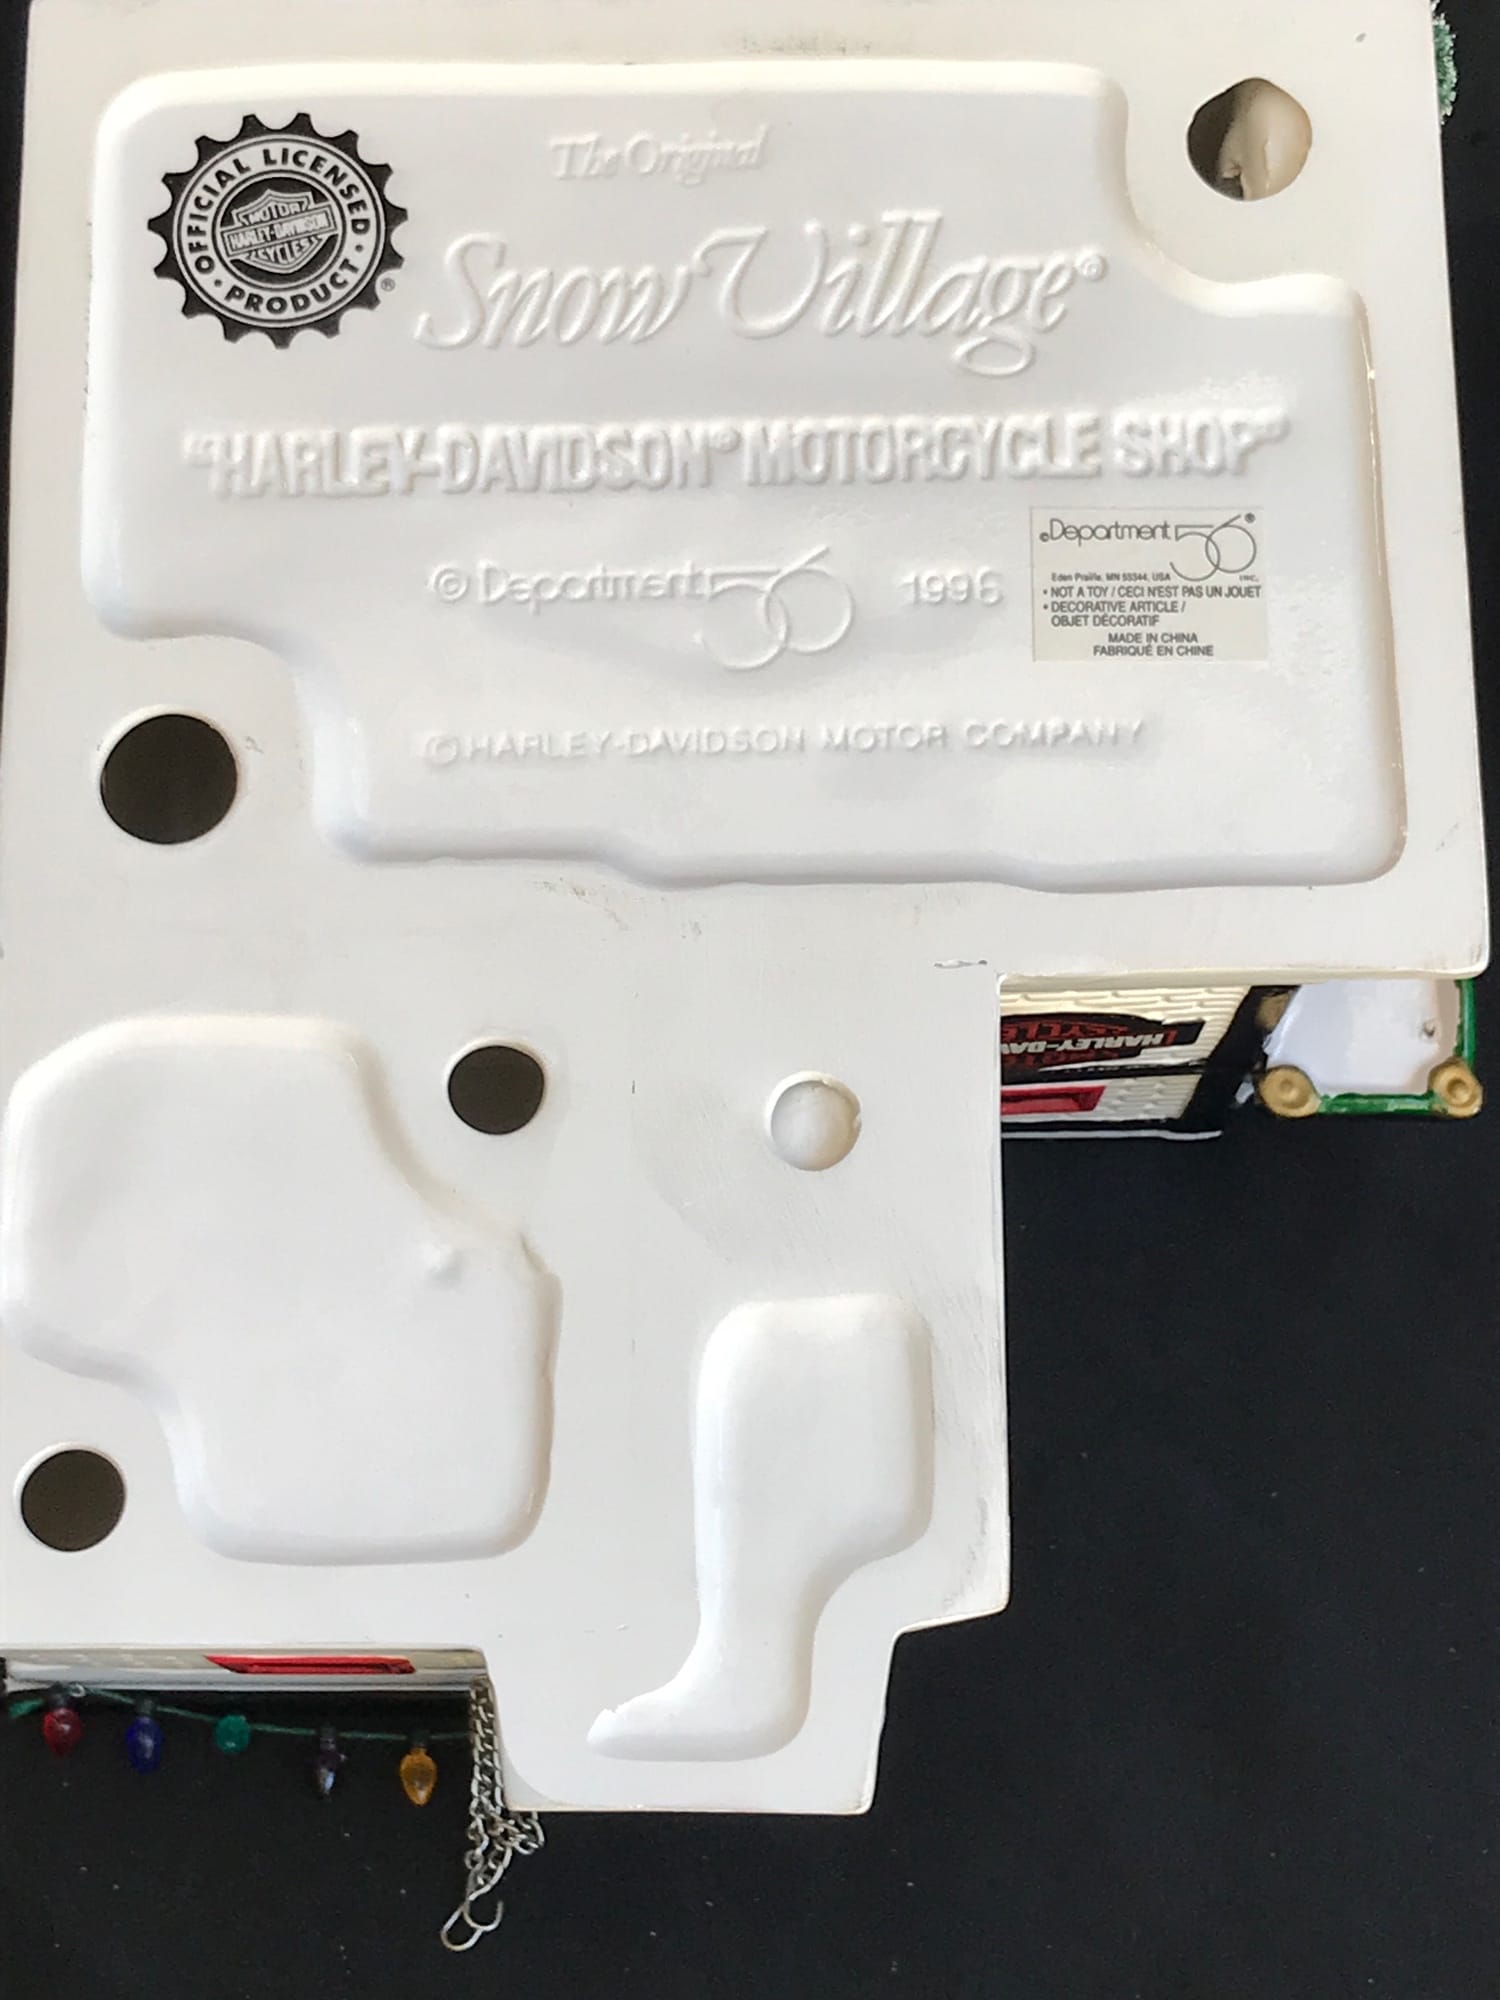 OFFICIAL LICENSED
MOTOR
HARLEY-DAVIDSON
CYCLES
PRODUCT ®
The Original
Snow Village®
"HARLEY-DAVIDSON® MOTORCYCLE SHOP"
© Department 56 1996
©Department 56®
Eden Prairie, MN 55344, USA INC.
• NOT A TOY / CECI N'EST PAS UN JOUET
• DECORATIVE ARTICLE /
OBJET DÉCORATIF
MADE IN CHINA
FABRIQUÉ EN CHINE
© HARLEY-DAVIDSON MOTOR COMPANY
HARLEY-DAV